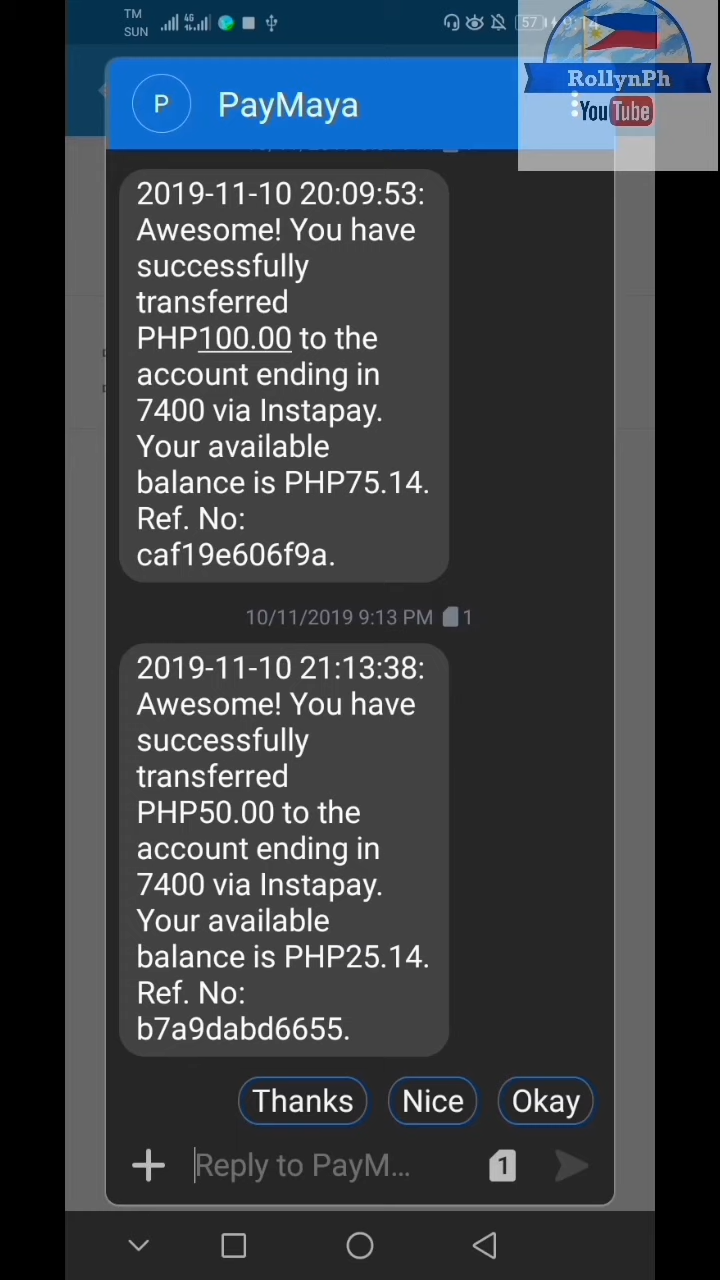 TM
SUN
4G
57
9:14
RollynPh
YouTube
P
PayMaya
2019-11-10 20:09:53:
Awesome! You have
successfully
transferred
PHP100.00 to the
account ending in
7400 via Instapay.
Your available
balance is PHP75.14.
Ref. No:
caf19e606f9a.
10/11/2019 9:13 PM 1
2019-11-10 21:13:38:
Awesome! You have
successfully
transferred
PHP50.00 to the
account ending in
7400 via Instapay.
Your available
balance is PHP25.14.
Ref. No:
b7a9dabd6655.
Thanks
Nice
Okay
Reply to PayM...
1